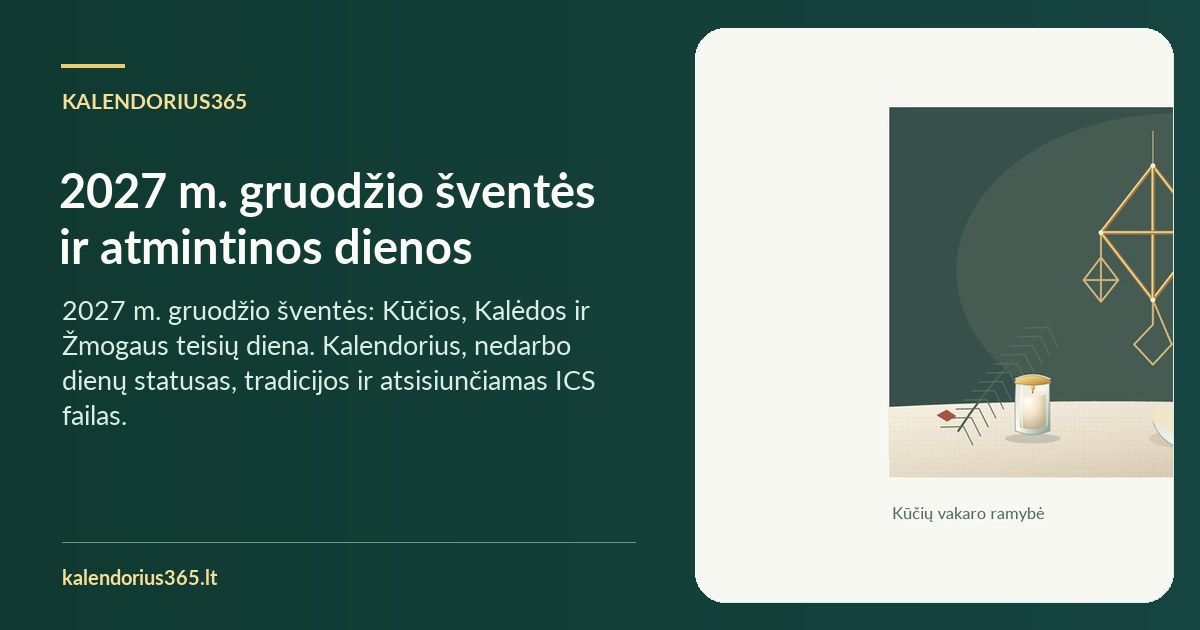 KALENDORIUS365
2027 m. gruodžio šventės
ir atmintinos dienos
2027 m. gruodžio šventės: Kūčios, Kalėdos ir
Žmogaus teisių diena. Kalendorius, nedarbo
dienų statusas, tradicijos ir atsisiunčiamas ICS
failas.
kalendorius365.lt
Kūčių vakaro ramybė